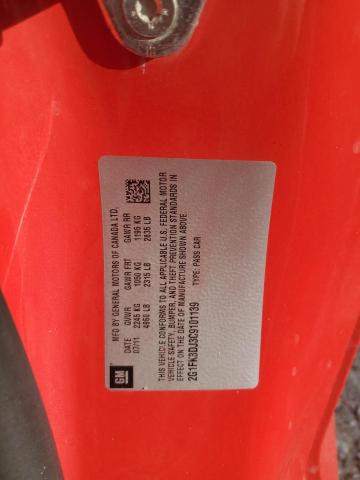 MFD BY GENERAL MOTORS OF CANADA LTD.
07/11 GVWR GAWR FRT GAWR RR
2245 KG 1050 KG 1195 KG
4950 LB 2315 LB 2635 LB
THIS VEHICLE CONFORMS TO ALL APPLICABLE U.S. FEDERAL MOTOR
VEHICLE SAFETY, BUMPER, AND THEFT PREVENTION STANDARDS IN
EFFECT ON THE DATE OF MANUFACTURE SHOWN ABOVE.
2G1FK3DJ3C9101139 TYPE: PASS CAR
GM